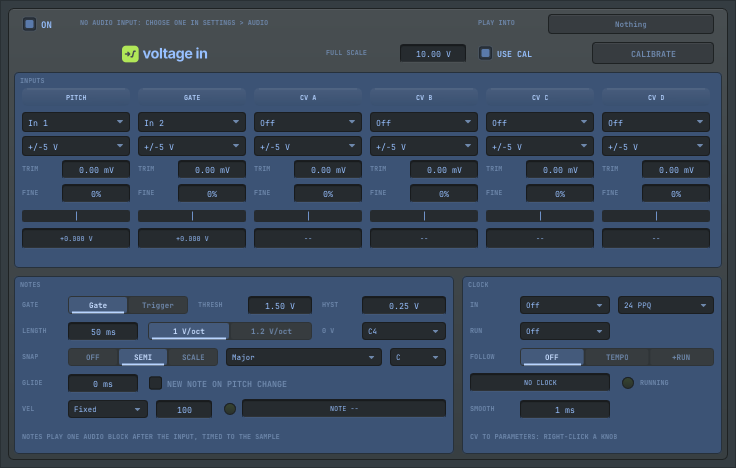 ON NO AUDIO INPUT: CHOOSE ONE IN SETTINGS > AUDIO PLAY INTO Nothing
voltage in FULL SCALE 10.00 V USE CAL CALIBRATE
INPUTS
PITCH GATE CV A CV B CV C CV D
In 1 In 2 Off Off Off Off
+/-5 V +/-5 V +/-5 V +/-5 V +/-5 V +/-5 V
TRIM 0.00 mV TRIM 0.00 mV TRIM 0.00 mV TRIM 0.00 mV TRIM 0.00 mV TRIM 0.00 mV
FINE 0% FINE 0% FINE 0% FINE 0% FINE 0% FINE 0%
+0.000 V +0.000 V -- -- -- --
NOTES
GATE Gate Trigger THRESH 1.50 V HYST 0.25 V
LENGTH 50 ms 1 V/oct 1.2 V/oct 0 V C4
SNAP OFF SEMI SCALE Major C
GLIDE 0 ms NEW NOTE ON PITCH CHANGE
VEL Fixed 100 NOTE --
NOTES PLAY ONE AUDIO BLOCK AFTER THE INPUT, TIMED TO THE SAMPLE
CLOCK
IN Off 24 PPQ
RUN Off
FOLLOW OFF TEMPO +RUN
NO CLOCK RUNNING
SMOOTH 1 ms
CV TO PARAMETERS: RIGHT-CLICK A KNOB